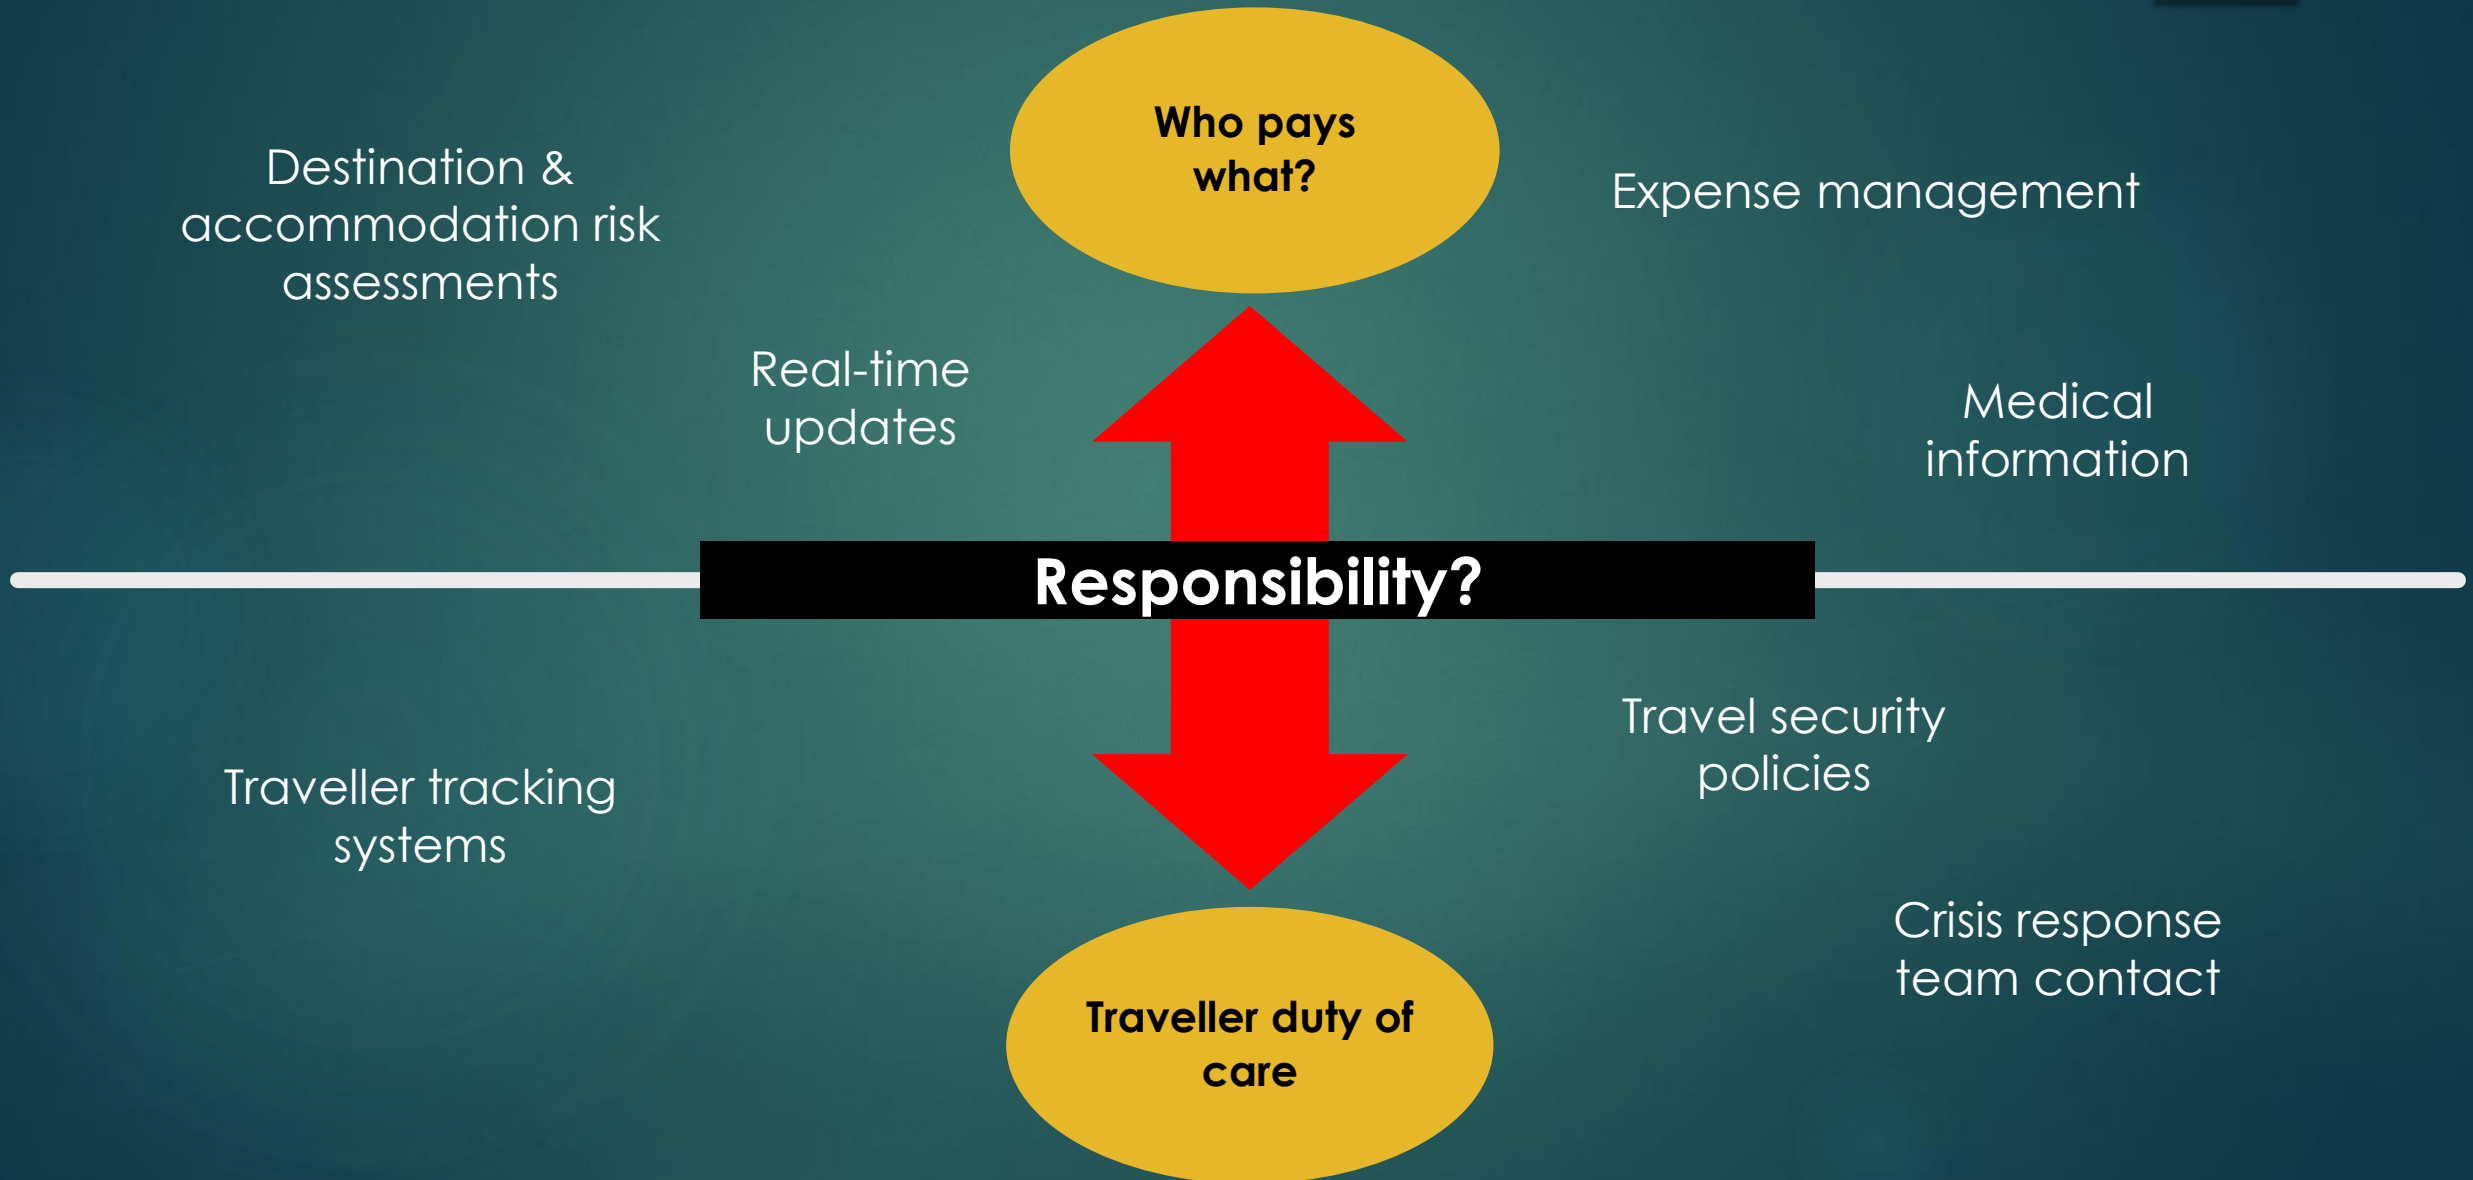 Who pays
what?
Destination &
accommodation risk
assessments
Expense management
Real-time
updates
Medical
information
Responsibility?
Travel security
policies
Traveller tracking
systems
Crisis response
team contact
Traveller duty of
care